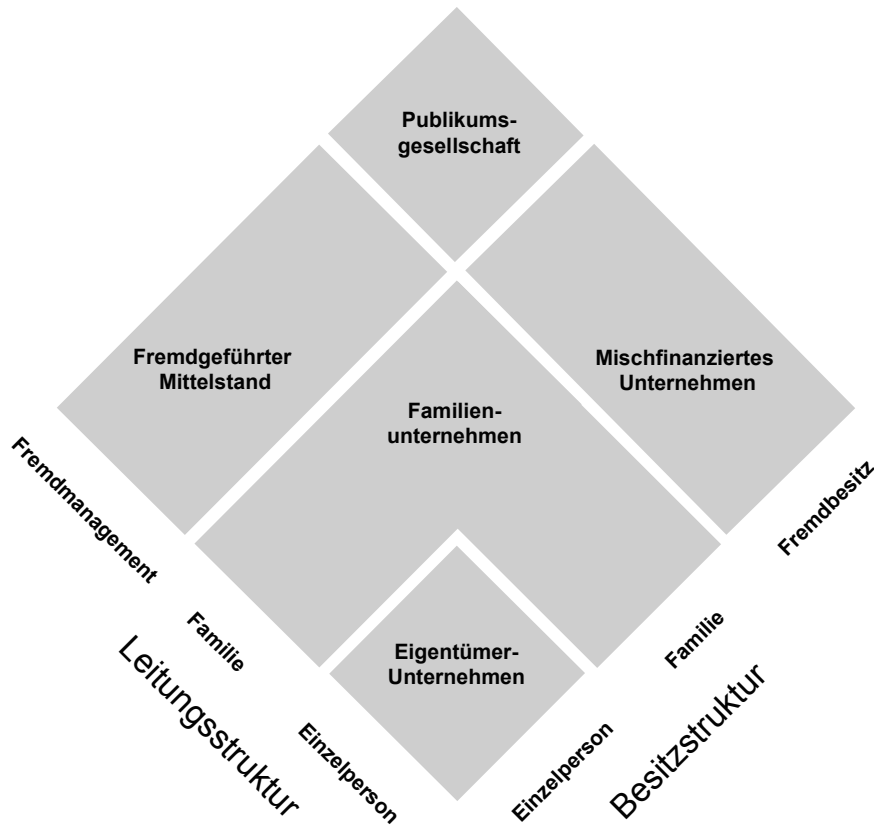 Publikums-
gesellschaft
Fremdgeführter
Mittelstand
Mischfinanziertes
Unternehmen
Familien-
unternehmen
Eigentümer-
Unternehmen
Fremdmanagement
Familie
Einzelperson
Leitungsstruktur
Einzelperson
Familie
Fremdbesitz
Besitzstruktur